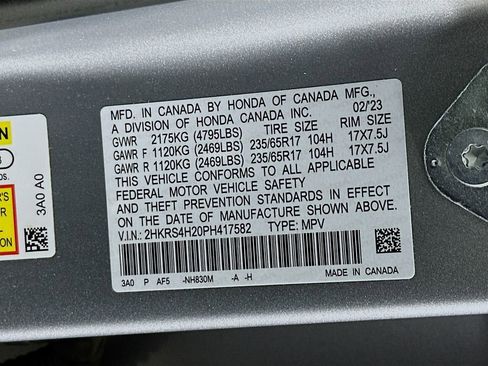 MFD. IN CANADA BY HONDA OF CANADA MFG.,
A DIVISION OF HONDA CANADA INC. 02/'23
GVWR 2175KG (4795LBS) TIRE SIZE RIM SIZE
GAWR F 1120KG (2469LBS) 235/65R17 104H 17X7.5J
GAWR R 1120KG (2469LBS) 235/65R17 104H 17X7.5J
THIS VEHICLE CONFORMS TO ALL APPLICABLE
FEDERAL MOTOR VEHICLE SAFETY
AND THEFT PREVENTION STANDARDS IN EFFECT
ON THE DATE OF MANUFACTURE SHOWN ABOVE.
V.I.N.: 2HKRS4H20PH417582 TYPE: MPV
3A0 P AF5 -NH830M -A -H
MADE IN CANADA
3A0 A0